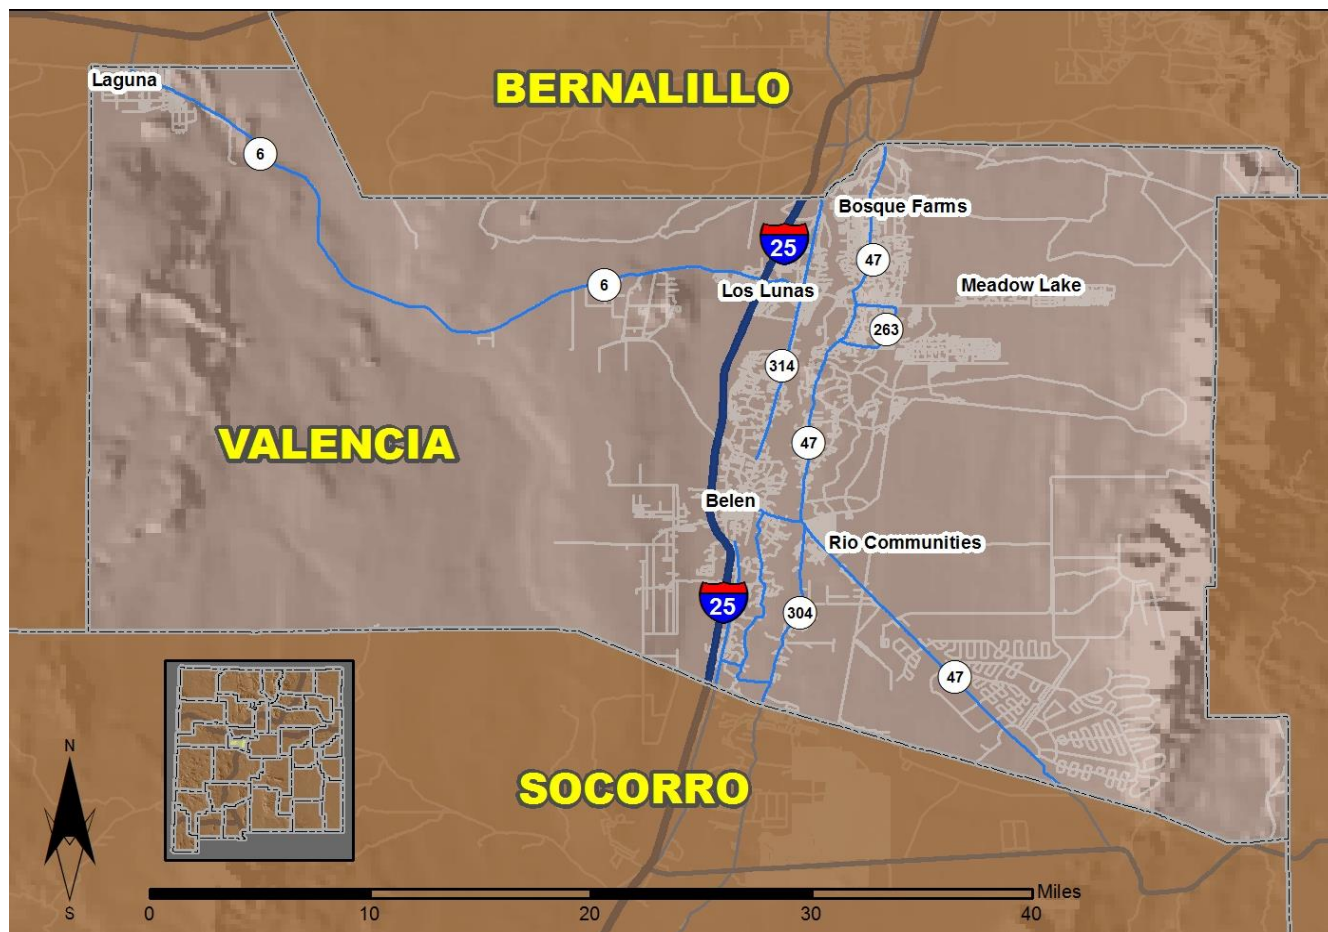 Laguna
BERNALILLO
6
Bosque Farms
25
47
6
Los Lunas
Meadow Lake
263
314
VALENCIA
47
Belen
Rio Communities
25
304
47
SOCORRO
N
S
Miles
0
10
20
30
40